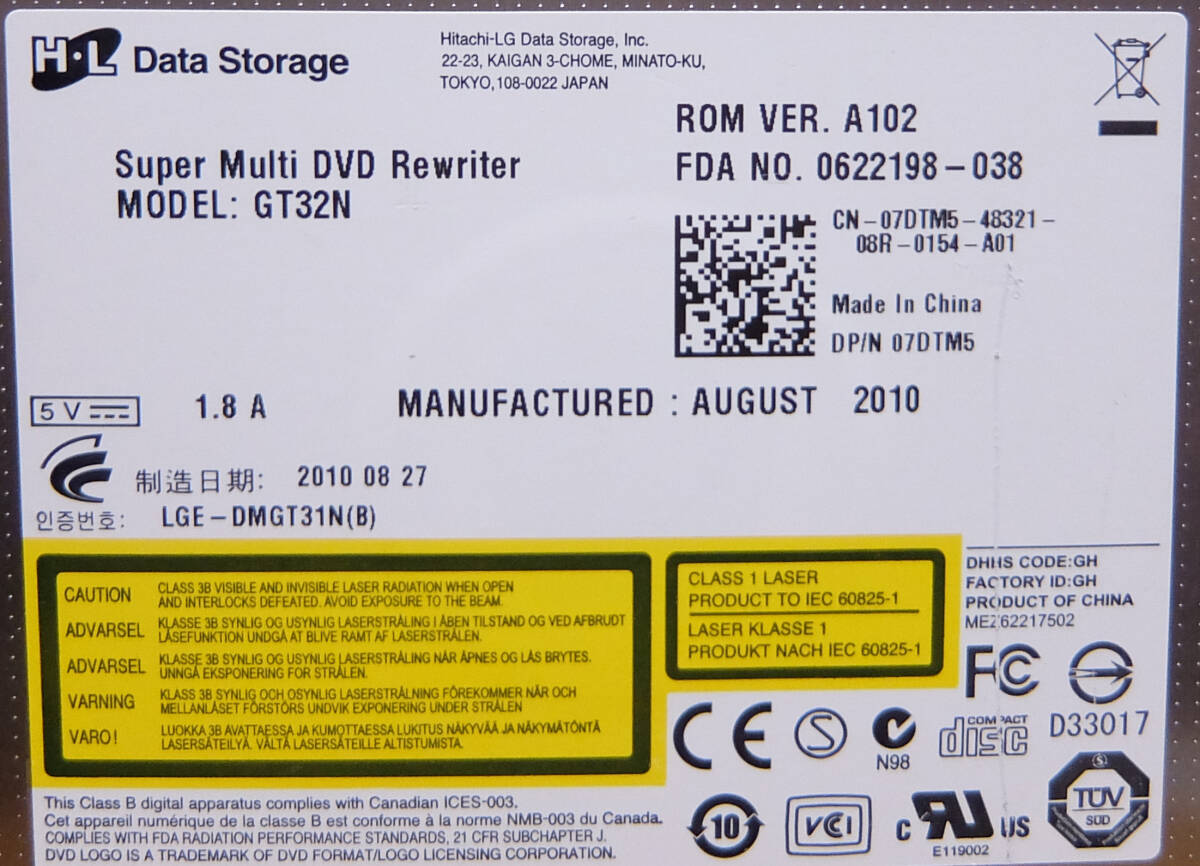 H·L Data Storage
Hitachi-LG Data Storage, Inc.
22-23, KAIGAN 3-CHOME, MINATO-KU,
TOKYO, 108-0022 JAPAN
ROM VER. A102
FDA NO. 0622198-038
Super Multi DVD Rewriter
MODEL: GT32N
CN-07DTM5-48321-
08R-0154-A01
Made In China
DP/N 07DTM5
5 V
1.8 A
MANUFACTURED : AUGUST 2010
制造日期: 2010 08 27
인증번호: LGE-DMGT31N(B)
CAUTION CLASS 3B VISIBLE AND INVISIBLE LASER RADIATION WHEN OPEN
AND INTERLOCKS DEFEATED. AVOID EXPOSURE TO THE BEAM.
ADVARSEL KLASSE 3B SYNLIG OG USYNLIG LASERSTRÅLING I ÅBEN TILSTAND OG VED AFBRUDT
LÅSEFUNKTION UNDGÅ AT BLIVE RAMT AF LASERSTRÅLEN.
ADVARSEL KLASSE 3B SYNLIG OG USYNLIG LASERSTRÅLING NÅR ÅPNES OG LÅS BRYTES.
UNNGÅ EKSPONERING FOR STRÅLEN.
VARNING KLASS 3B SYNLIG OCH OSYNLIG LASERSTRÅLNING FÖREKOMMER NÄR OCH
MELLANLÅSET FÖRSTÖRS UNDVIK EXPONERING UNDER STRÅLEN
VARO! LUOKKA 3B AVATTAESSA JA KUMOTTAESSA LUKITUS NÄKYVÄÄ JA NÄKYMÄTÖNTÄ
LASERSÄTEILYÄ. VÄLTÄ LASERSÄTEILLE ALTISTUMISTA.
CLASS 1 LASER
PRODUCT TO IEC 60825-1
LASER KLASSE 1
PRODUKT NACH IEC 60825-1
DHHS CODE:GH
FACTORY ID:GH
PRODUCT OF CHINA
MEZ62217502
FC
CE
S
N98
COMPACT
disc
D33017
10
VCI
c UR US
E119002
S
TÜV
SÜD
This Class B digital apparatus complies with Canadian ICES-003.
Cet appareil numérique de la classe B est conforme à la norme NMB-003 du Canada.
COMPLIES WITH FDA RADIATION PERFORMANCE STANDARDS, 21 CFR SUBCHAPTER J.
DVD LOGO IS A TRADEMARK OF DVD FORMAT/LOGO LICENSING CORPORATION.